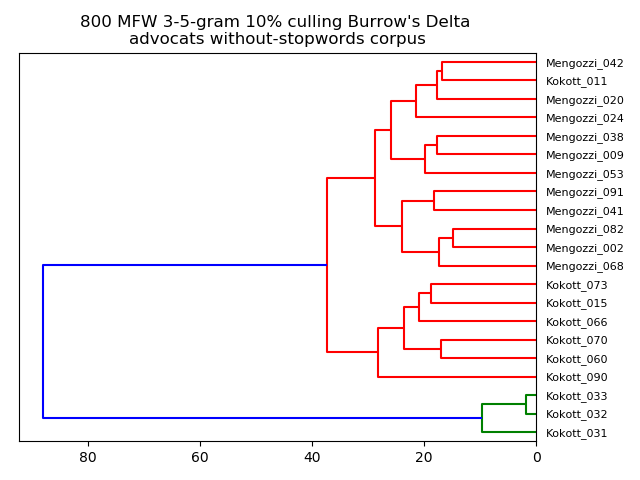 800 MFW 3-5-gram 10% culling Burrow's Delta
advocats without-stopwords corpus
Mengozzi_042
Kokott_011
Mengozzi_020
Mengozzi_024
Mengozzi_038
Mengozzi_009
Mengozzi_053
Mengozzi_091
Mengozzi_041
Mengozzi_082
Mengozzi_002
Mengozzi_068
Kokott_073
Kokott_015
Kokott_066
Kokott_070
Kokott_060
Kokott_090
Kokott_033
Kokott_032
Kokott_031
80 60 40 20 0